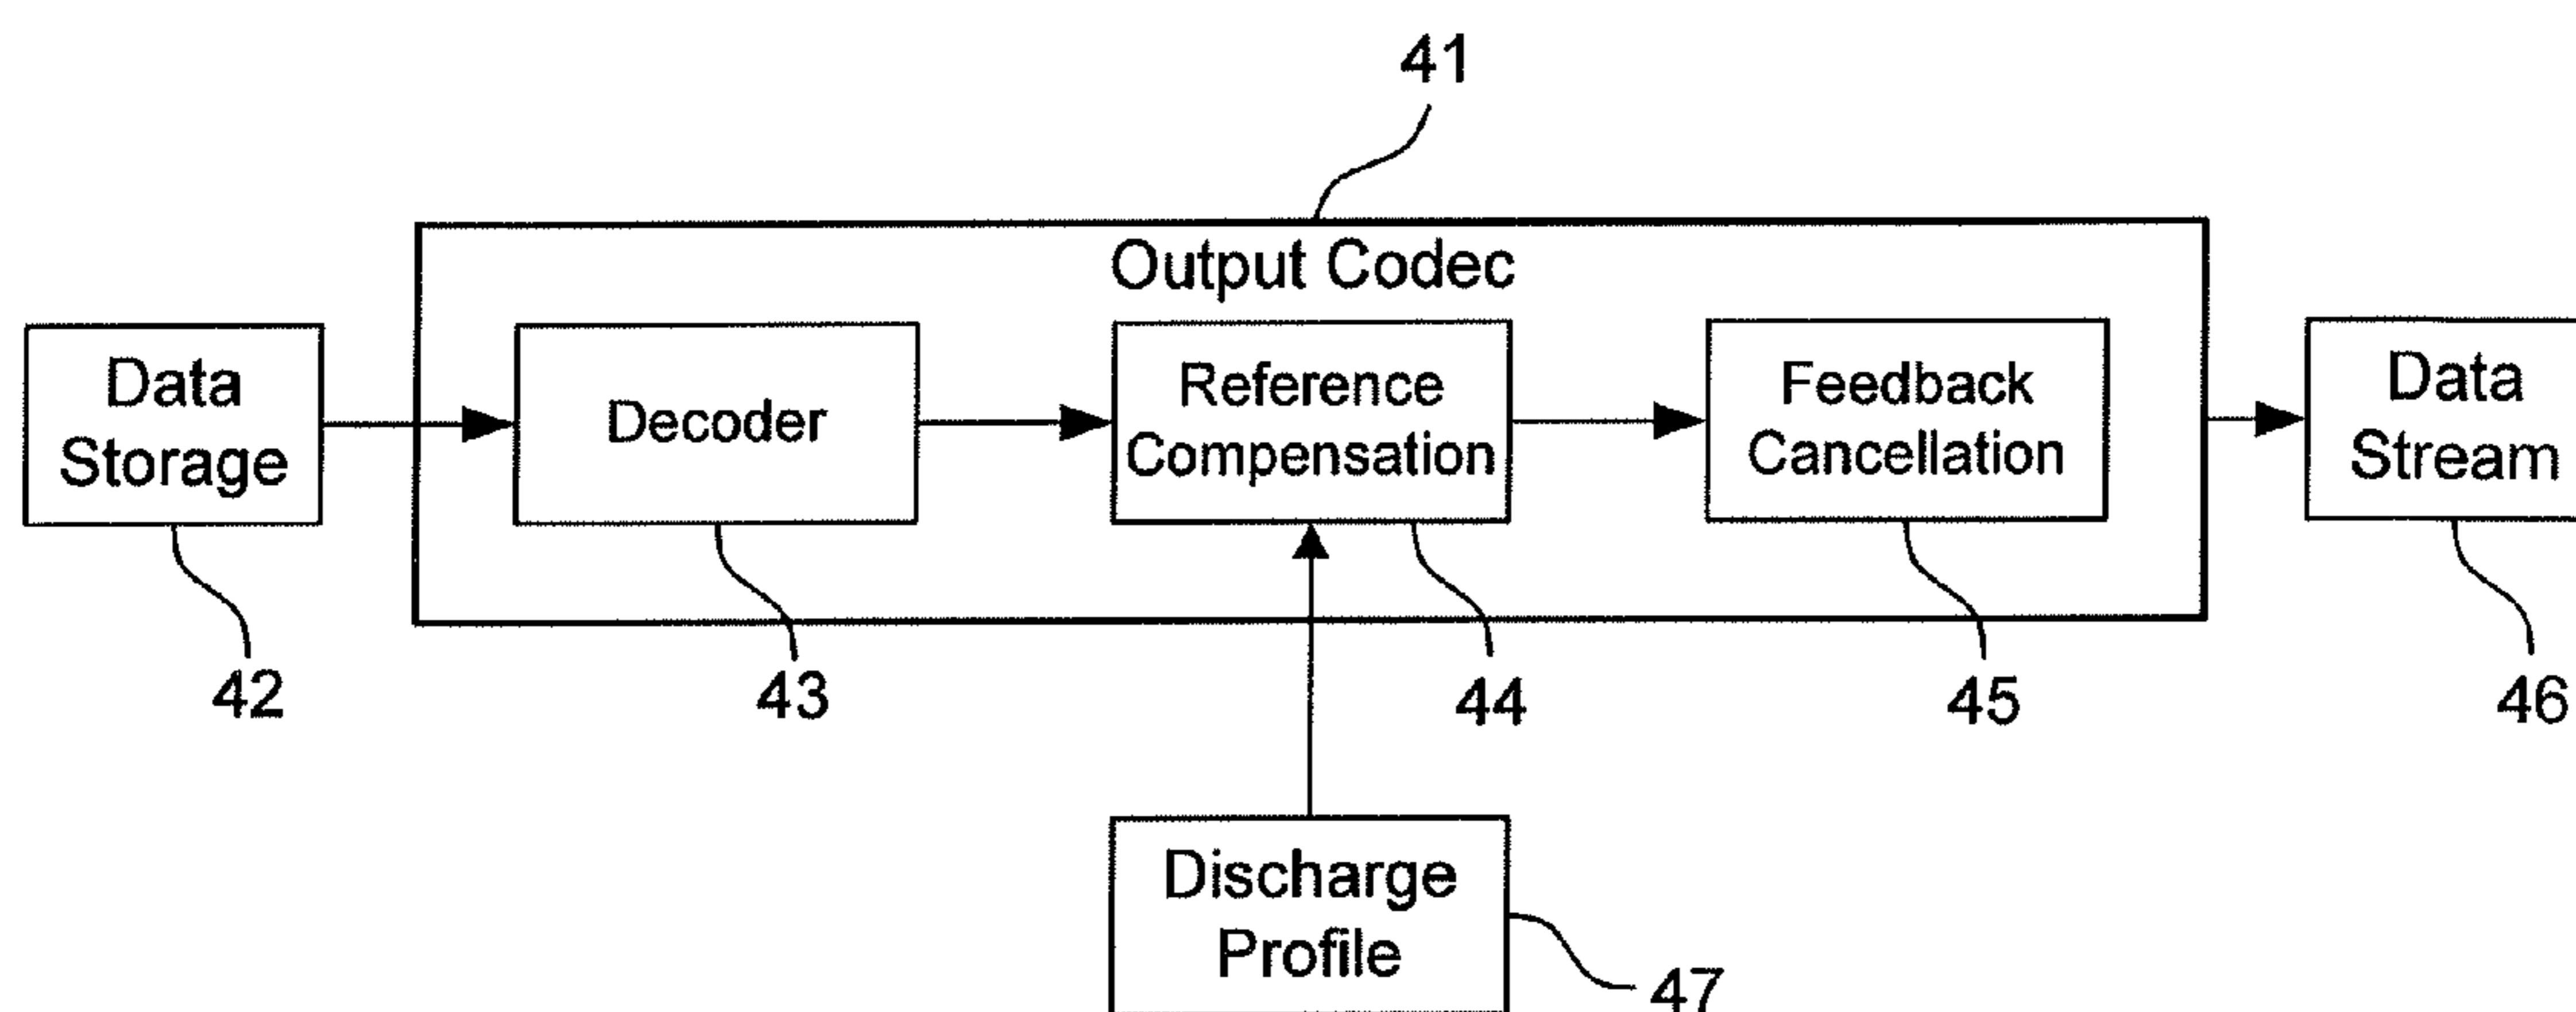 41
Output Codec
Data
Storage
Decoder
Reference
Compensation
Feedback
Cancellation
Data
Stream
42
43
44
45
46
Discharge
Profile
47